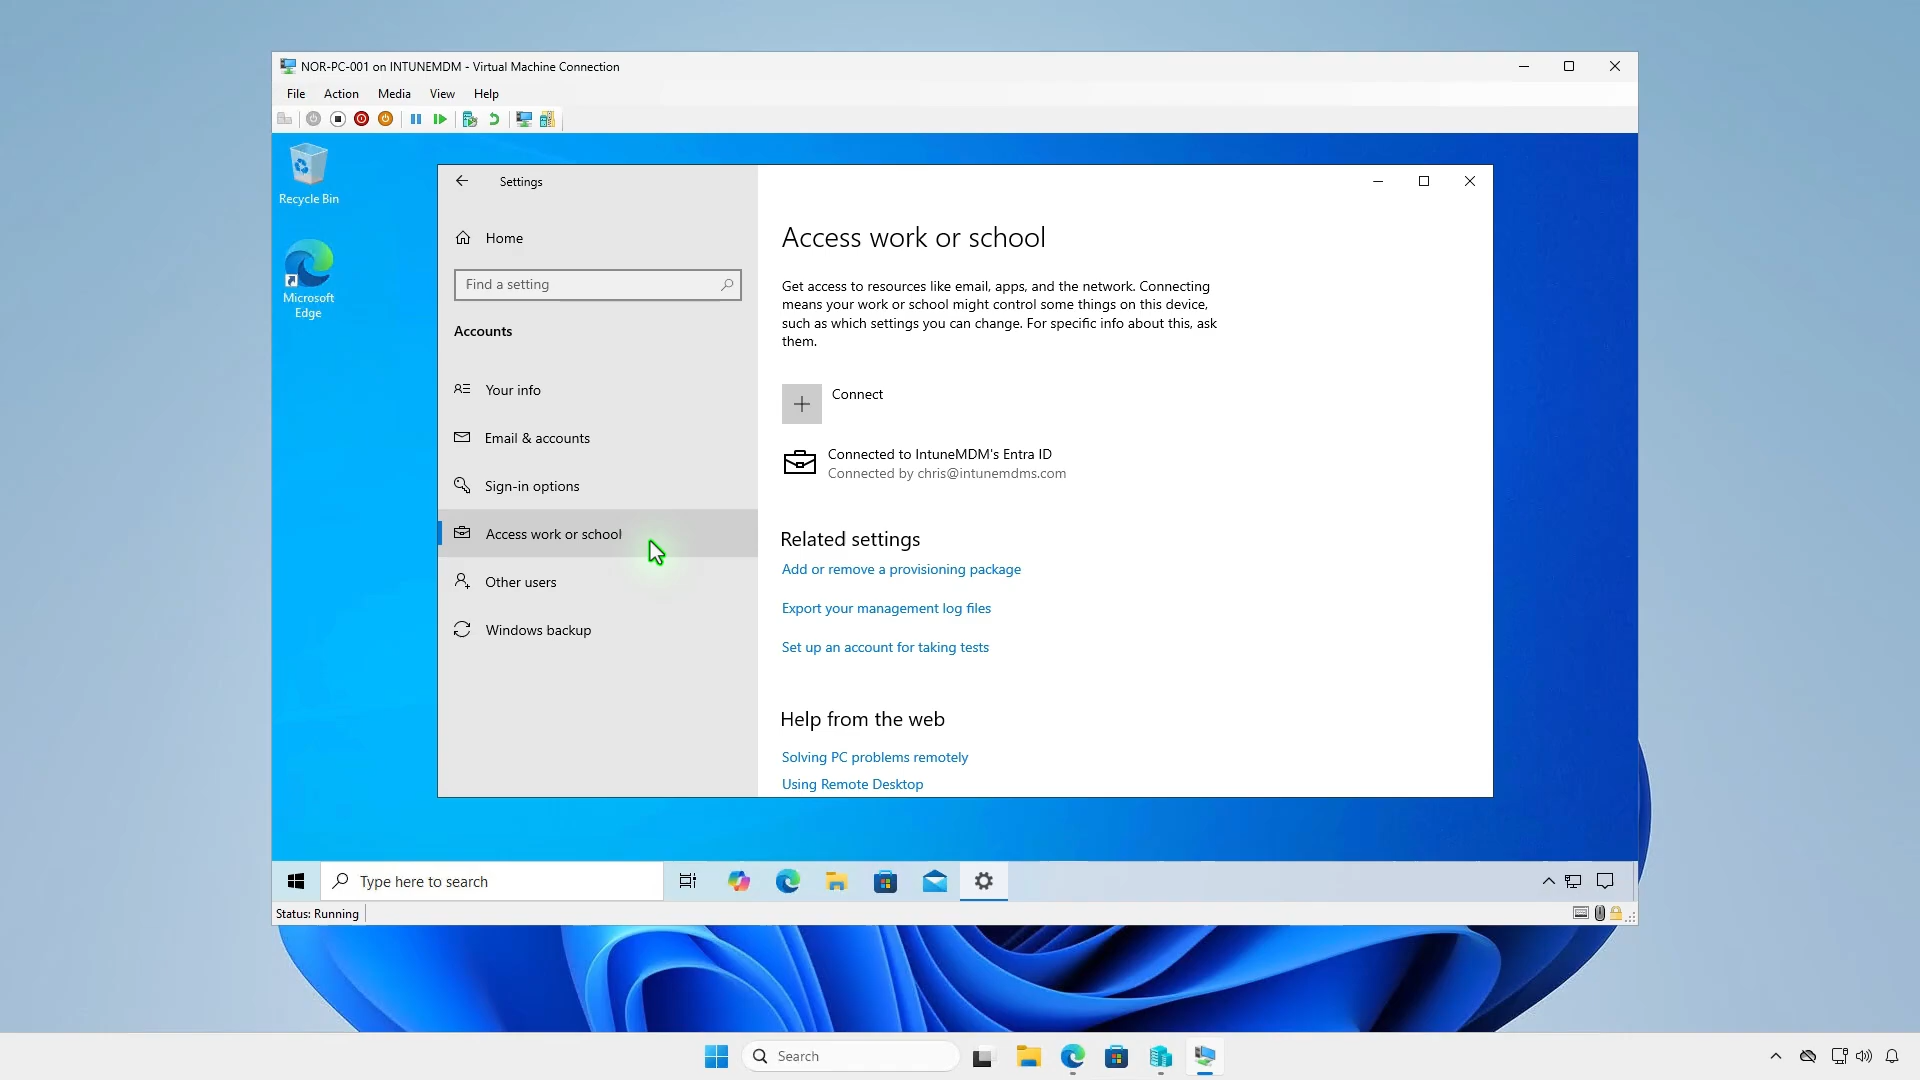 NOR-PC-001 on INTUNEMDM - Virtual Machine Connection
File Action Media View Help
Recycle Bin
Microsoft
Edge
Settings
Home
Find a setting
Accounts
Your info
Email & accounts
Sign-in options
Access work or school
Other users
Windows backup
Access work or school
Get access to resources like email, apps, and the network. Connecting
means your work or school might control some things on this device,
such as which settings you can change. For specific info about this, ask
them.
Connect
Connected to IntuneMDM's Entra ID
Connected by chris@intunemdms.com
Related settings
Add or remove a provisioning package
Export your management log files
Set up an account for taking tests
Help from the web
Solving PC problems remotely
Using Remote Desktop
Type here to search
Status: Running
Search